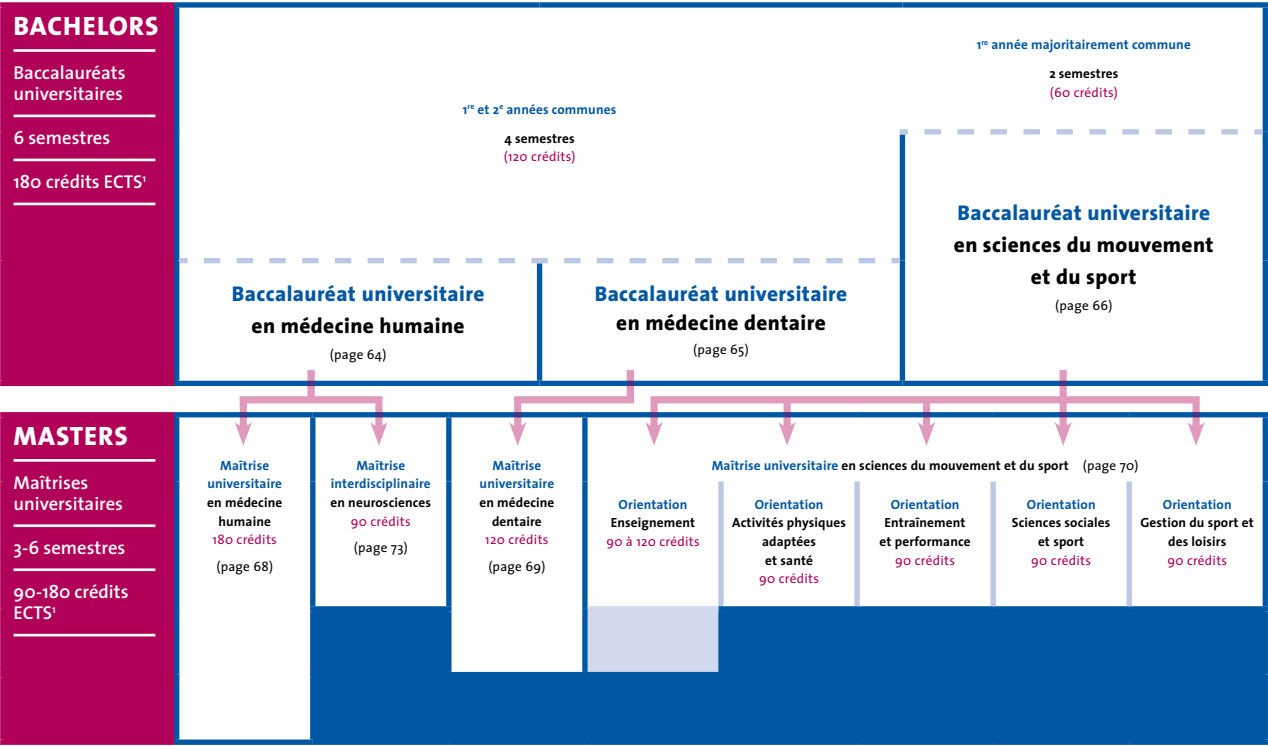 BACHELORS
Baccalauréats
universitaires
6 semestres
180 crédits ECTS¹
1re et 2e années communes
4 semestres
(120 crédits)
1re année majoritairement commune
2 semestres
(60 crédits)
Baccalauréat universitaire
en médecine humaine
(page 64)
Baccalauréat universitaire
en médecine dentaire
(page 65)
Baccalauréat universitaire
en sciences du mouvement
et du sport
(page 66)
MASTERS
Maîtrises
universitaires
3-6 semestres
90-180 crédits
ECTS¹
Maîtrise
universitaire
en médecine
humaine
180 crédits
(page 68)
Maîtrise
interdisciplinaire
en neurosciences
90 crédits
(page 73)
Maîtrise
universitaire
en médecine
dentaire
120 crédits
(page 69)
Maîtrise universitaire en sciences du mouvement et du sport (page 70)
Orientation
Enseignement
90 à 120 crédits
Orientation
Activités physiques
adaptées
et santé
90 crédits
Orientation
Entraînement
et performance
90 crédits
Orientation
Sciences sociales
et sport
90 crédits
Orientation
Gestion du sport et
des loisirs
90 crédits